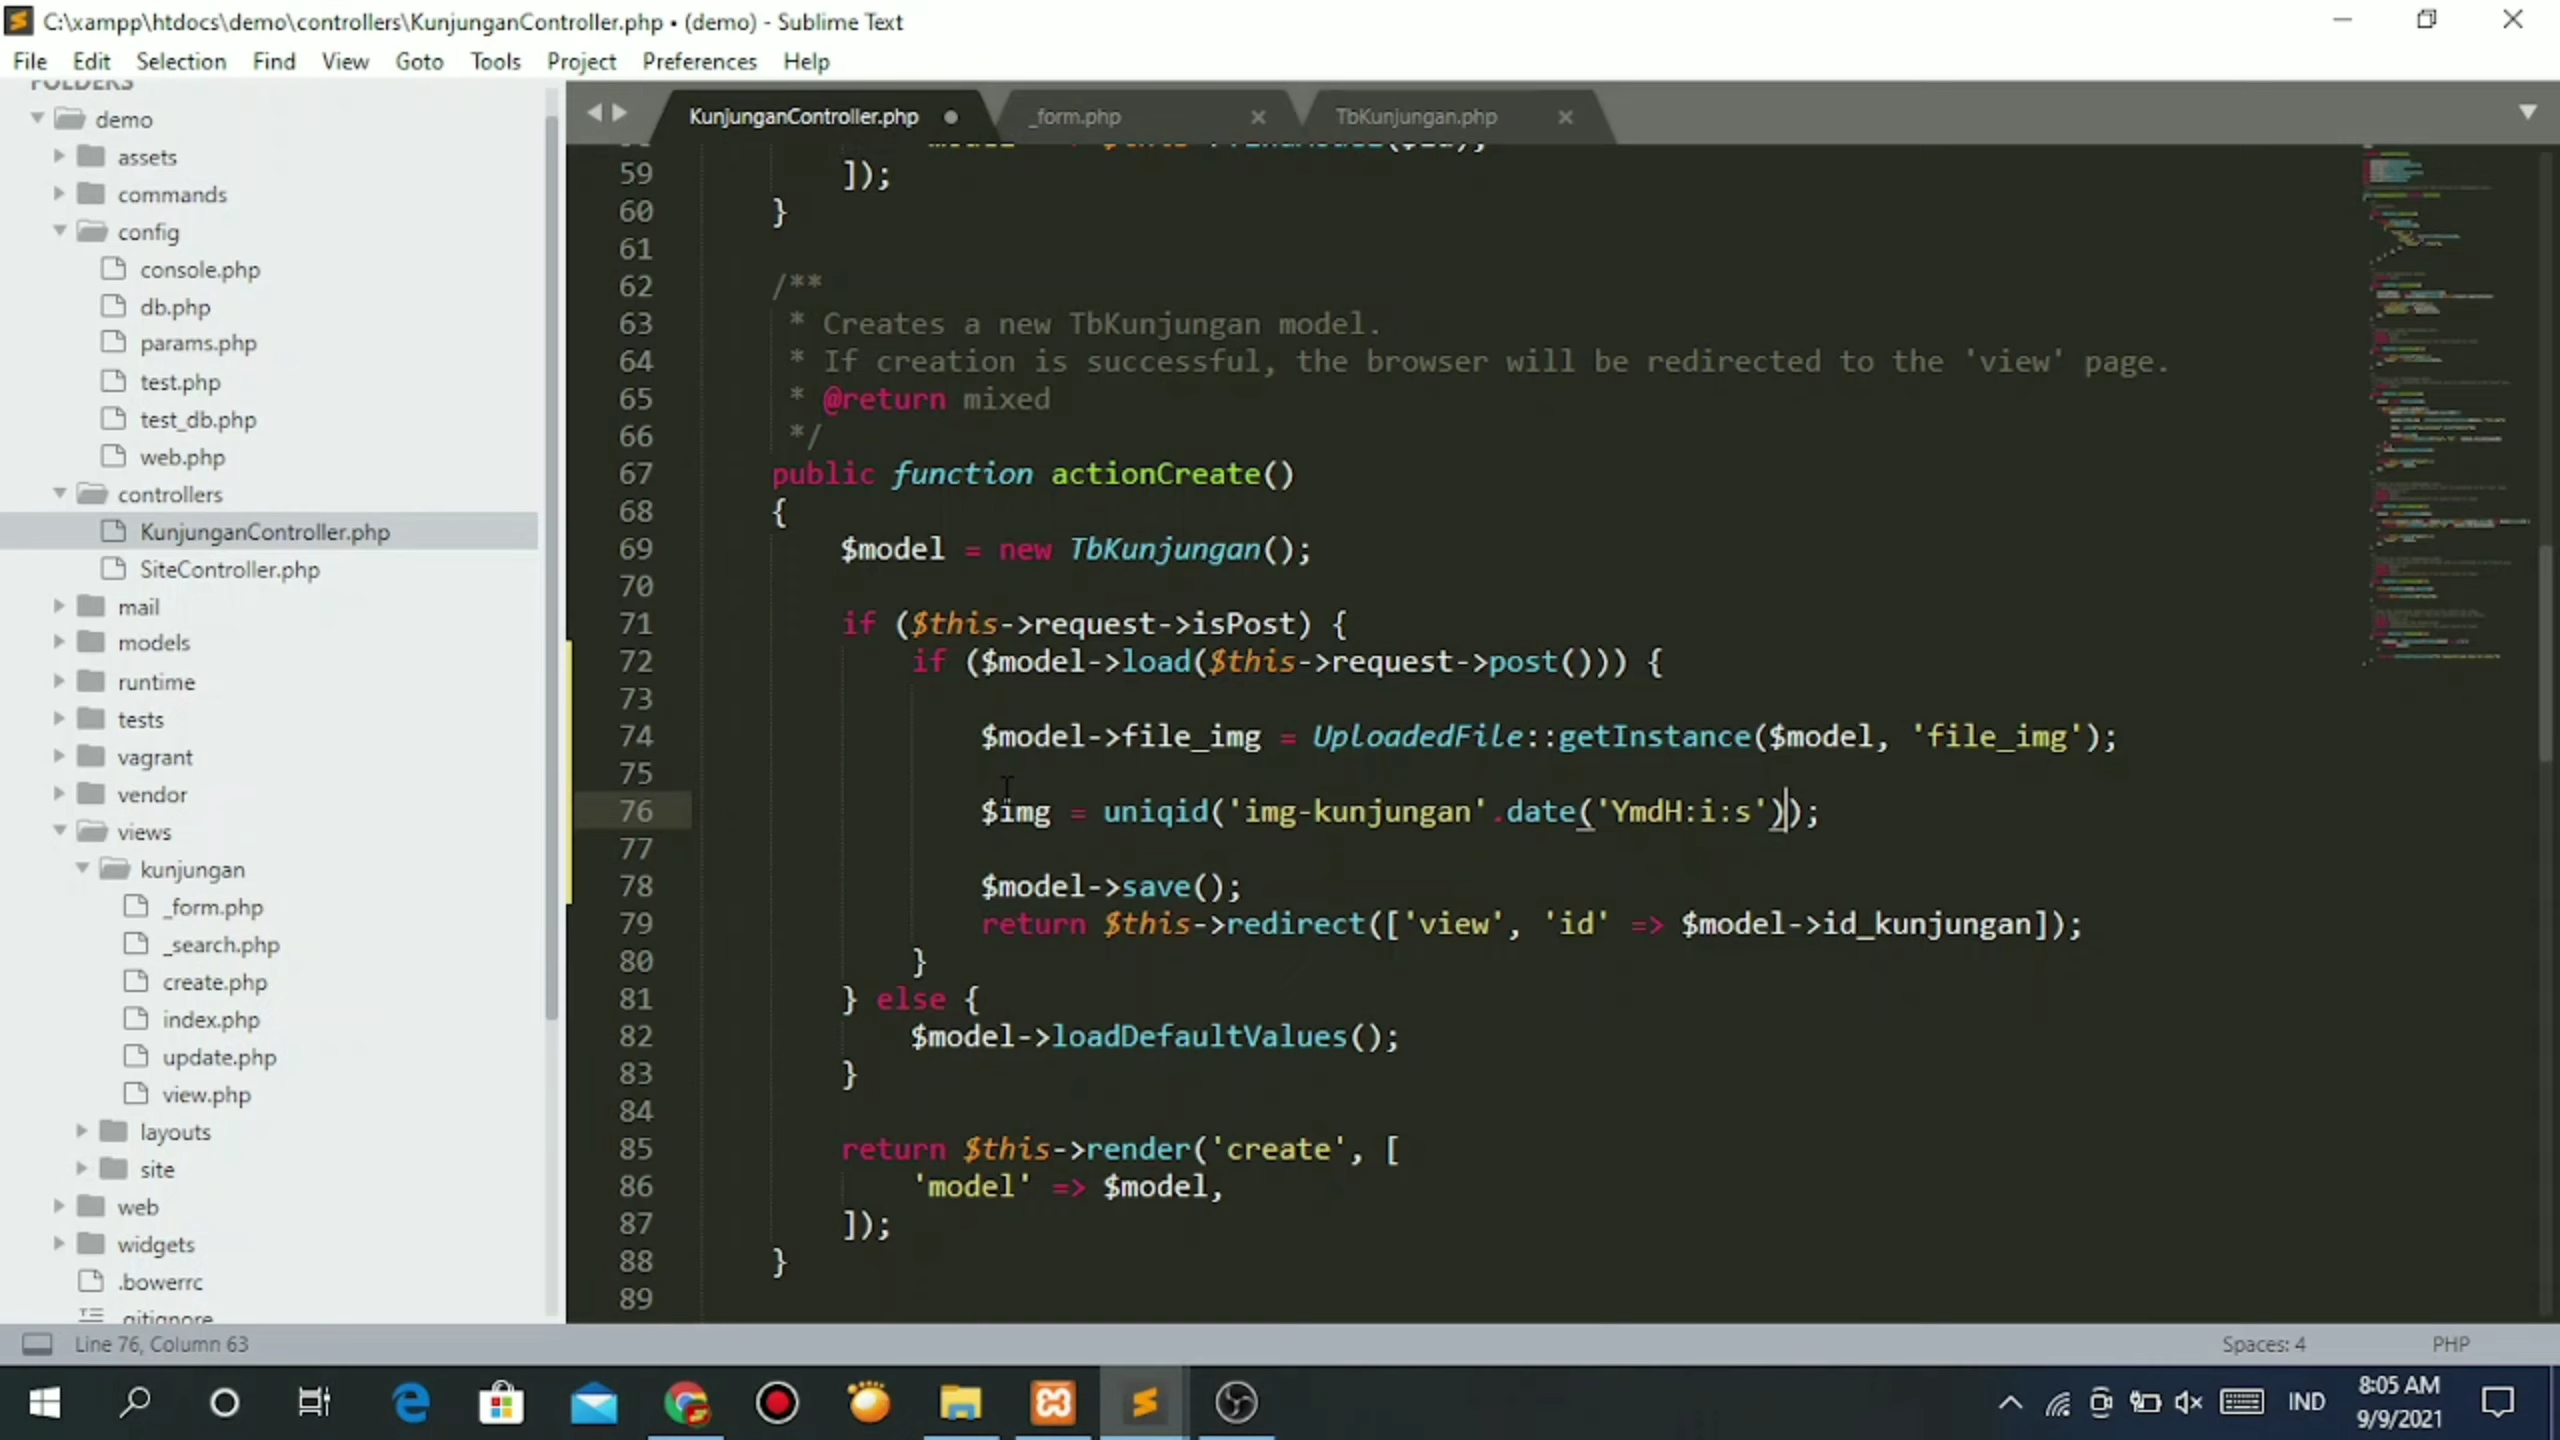 C:\xampp\htdocs\demo\controllers\KunjunganController.php • (demo) - Sublime Text
File Edit Selection Find View Goto Tools Project Preferences Help
FOLDERS
demo
assets
commands
config
console.php
db.php
params.php
test.php
test_db.php
web.php
controllers
KunjunganController.php
SiteController.php
mail
models
runtime
tests
vagrant
vendor
views
kunjungan
_form.php
_search.php
create.php
index.php
update.php
view.php
layouts
site
web
widgets
.bowerrc
.gitignore
KunjunganController.php
_form.php
TbKunjungan.php
59 ]);
60 }
61
62 /**
63 * Creates a new TbKunjungan model.
64 * If creation is successful, the browser will be redirected to the 'view' page.
65 * @return mixed
66 */
67 public function actionCreate()
68 {
69 $model = new TbKunjungan();
70
71 if ($this->request->isPost) {
72 if ($model->load($this->request->post())) {
73
74 $model->file_img = UploadedFile::getInstance($model, 'file_img');
75
76 $img = uniqid('img-kunjungan'.date('YmdH:i:s'));
77
78 $model->save();
79 return $this->redirect(['view', 'id' => $model->id_kunjungan]);
80 }
81 } else {
82 $model->loadDefaultValues();
83 }
84
85 return $this->render('create', [
86 'model' => $model,
87 ]);
88 }
89
Line 76, Column 63
Spaces: 4
PHP
IND
8:05 AM
9/9/2021